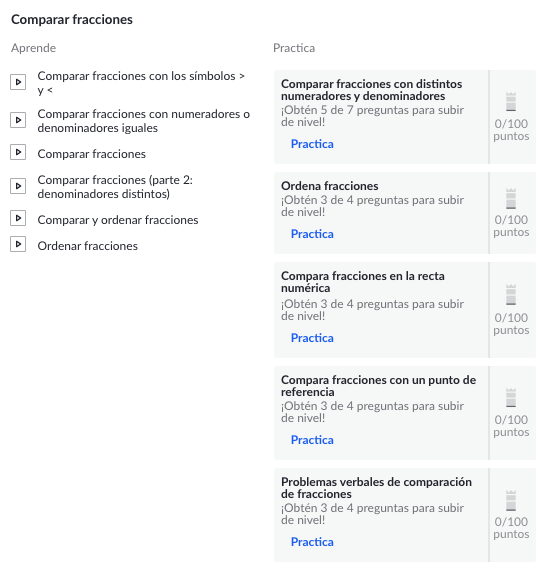 Comparar fracciones
Aprende
Comparar fracciones con los símbolos >
y <
Comparar fracciones con numeradores o
denominadores iguales
Comparar fracciones
Comparar fracciones (parte 2:
denominadores distintos)
Comparar y ordenar fracciones
Ordenar fracciones
Practica
Comparar fracciones con distintos
numeradores y denominadores
¡Obtén 5 de 7 preguntas para subir
de nivel!
Practica
0/100
puntos
Ordena fracciones
¡Obtén 3 de 4 preguntas para subir
de nivel!
Practica
0/100
puntos
Compara fracciones en la recta
numérica
¡Obtén 3 de 4 preguntas para subir
de nivel!
Practica
0/100
puntos
Compara fracciones con un punto de
referencia
¡Obtén 3 de 4 preguntas para subir
de nivel!
Practica
0/100
puntos
Problemas verbales de comparación
de fracciones
¡Obtén 3 de 4 preguntas para subir
de nivel!
Practica
0/100
puntos